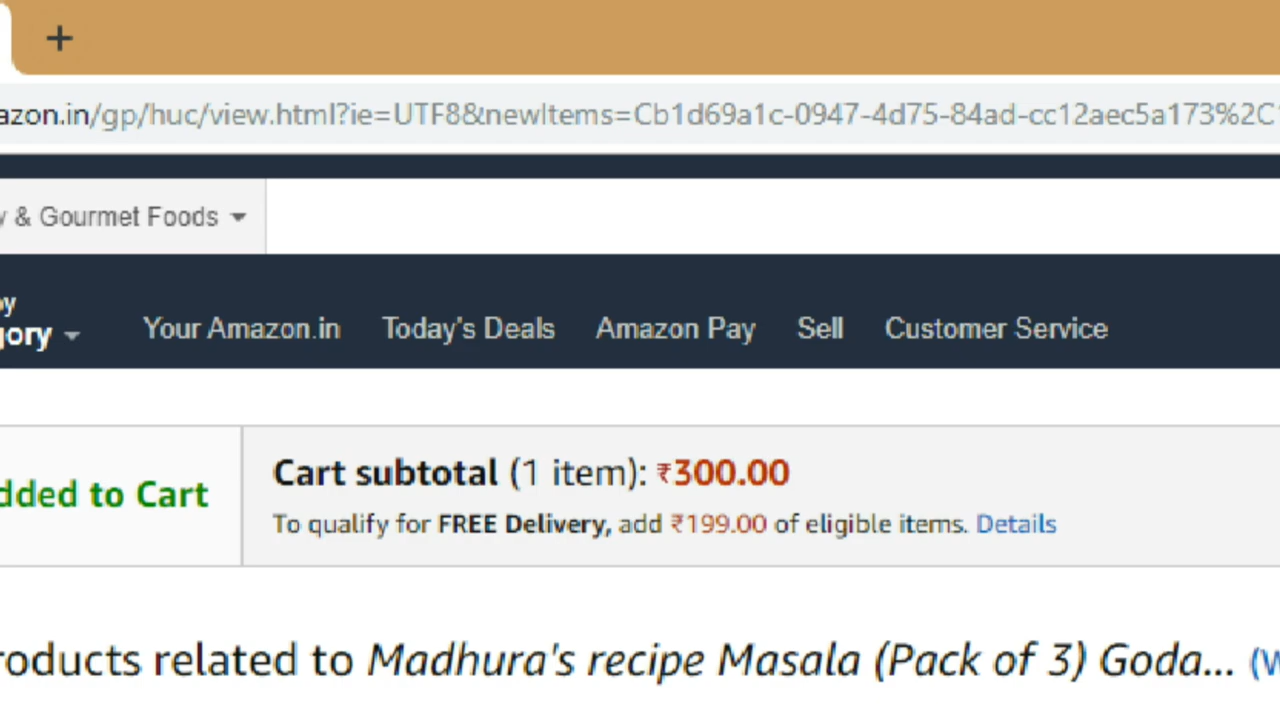 +
azon.in/gp/huc/view.html?ie=UTF8&newItems=Cb1d69a1c-0947-4d75-84ad-cc12aec5a173%2C
y & Gourmet Foods
by
gory
Your Amazon.in Today's Deals Amazon Pay Sell Customer Service
dded to Cart
Cart subtotal (1 item): ₹300.00
To qualify for FREE Delivery, add ₹199.00 of eligible items. Details
roducts related to Madhura's recipe Masala (Pack of 3) Goda... (W